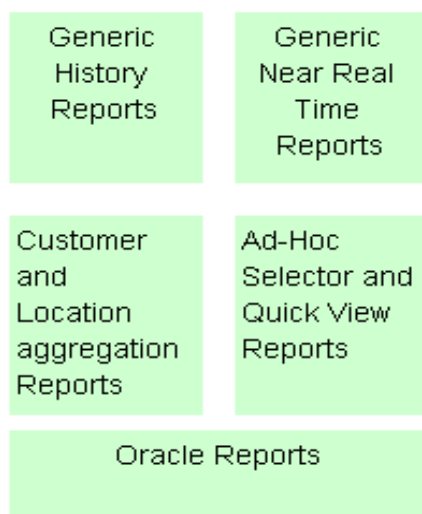 Generic
History
Reports
Generic
Near Real
Time
Reports
Customer
and
Location
aggregation
Reports
Ad-Hoc
Selector and
Quick View
Reports
Oracle Reports